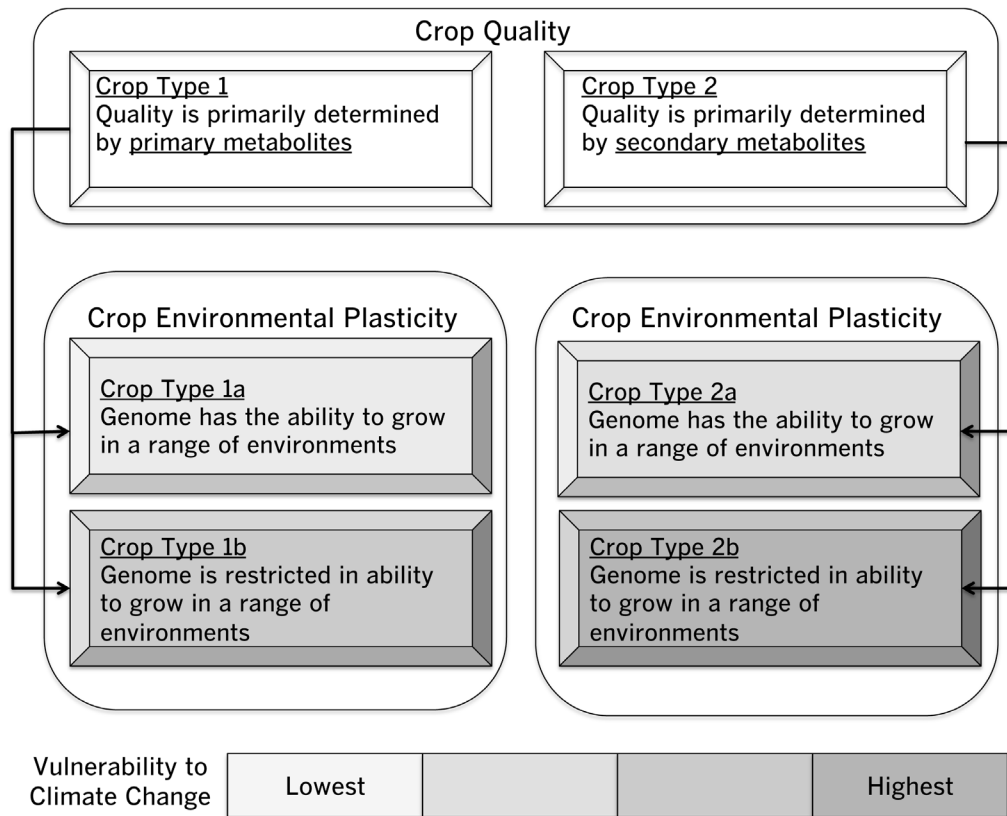 Crop Quality
Crop Type 1
Quality is primarily determined
by primary metabolites
Crop Type 2
Quality is primarily determined
by secondary metabolites
Crop Environmental Plasticity
Crop Type 1a
Genome has the ability to grow
in a range of environments
Crop Type 1b
Genome is restricted in ability
to grow in a range of
environments
Crop Environmental Plasticity
Crop Type 2a
Genome has the ability to grow
in a range of environments
Crop Type 2b
Genome is restricted in ability
to grow in a range of
environments
Vulnerability to
Climate Change
Lowest
Highest